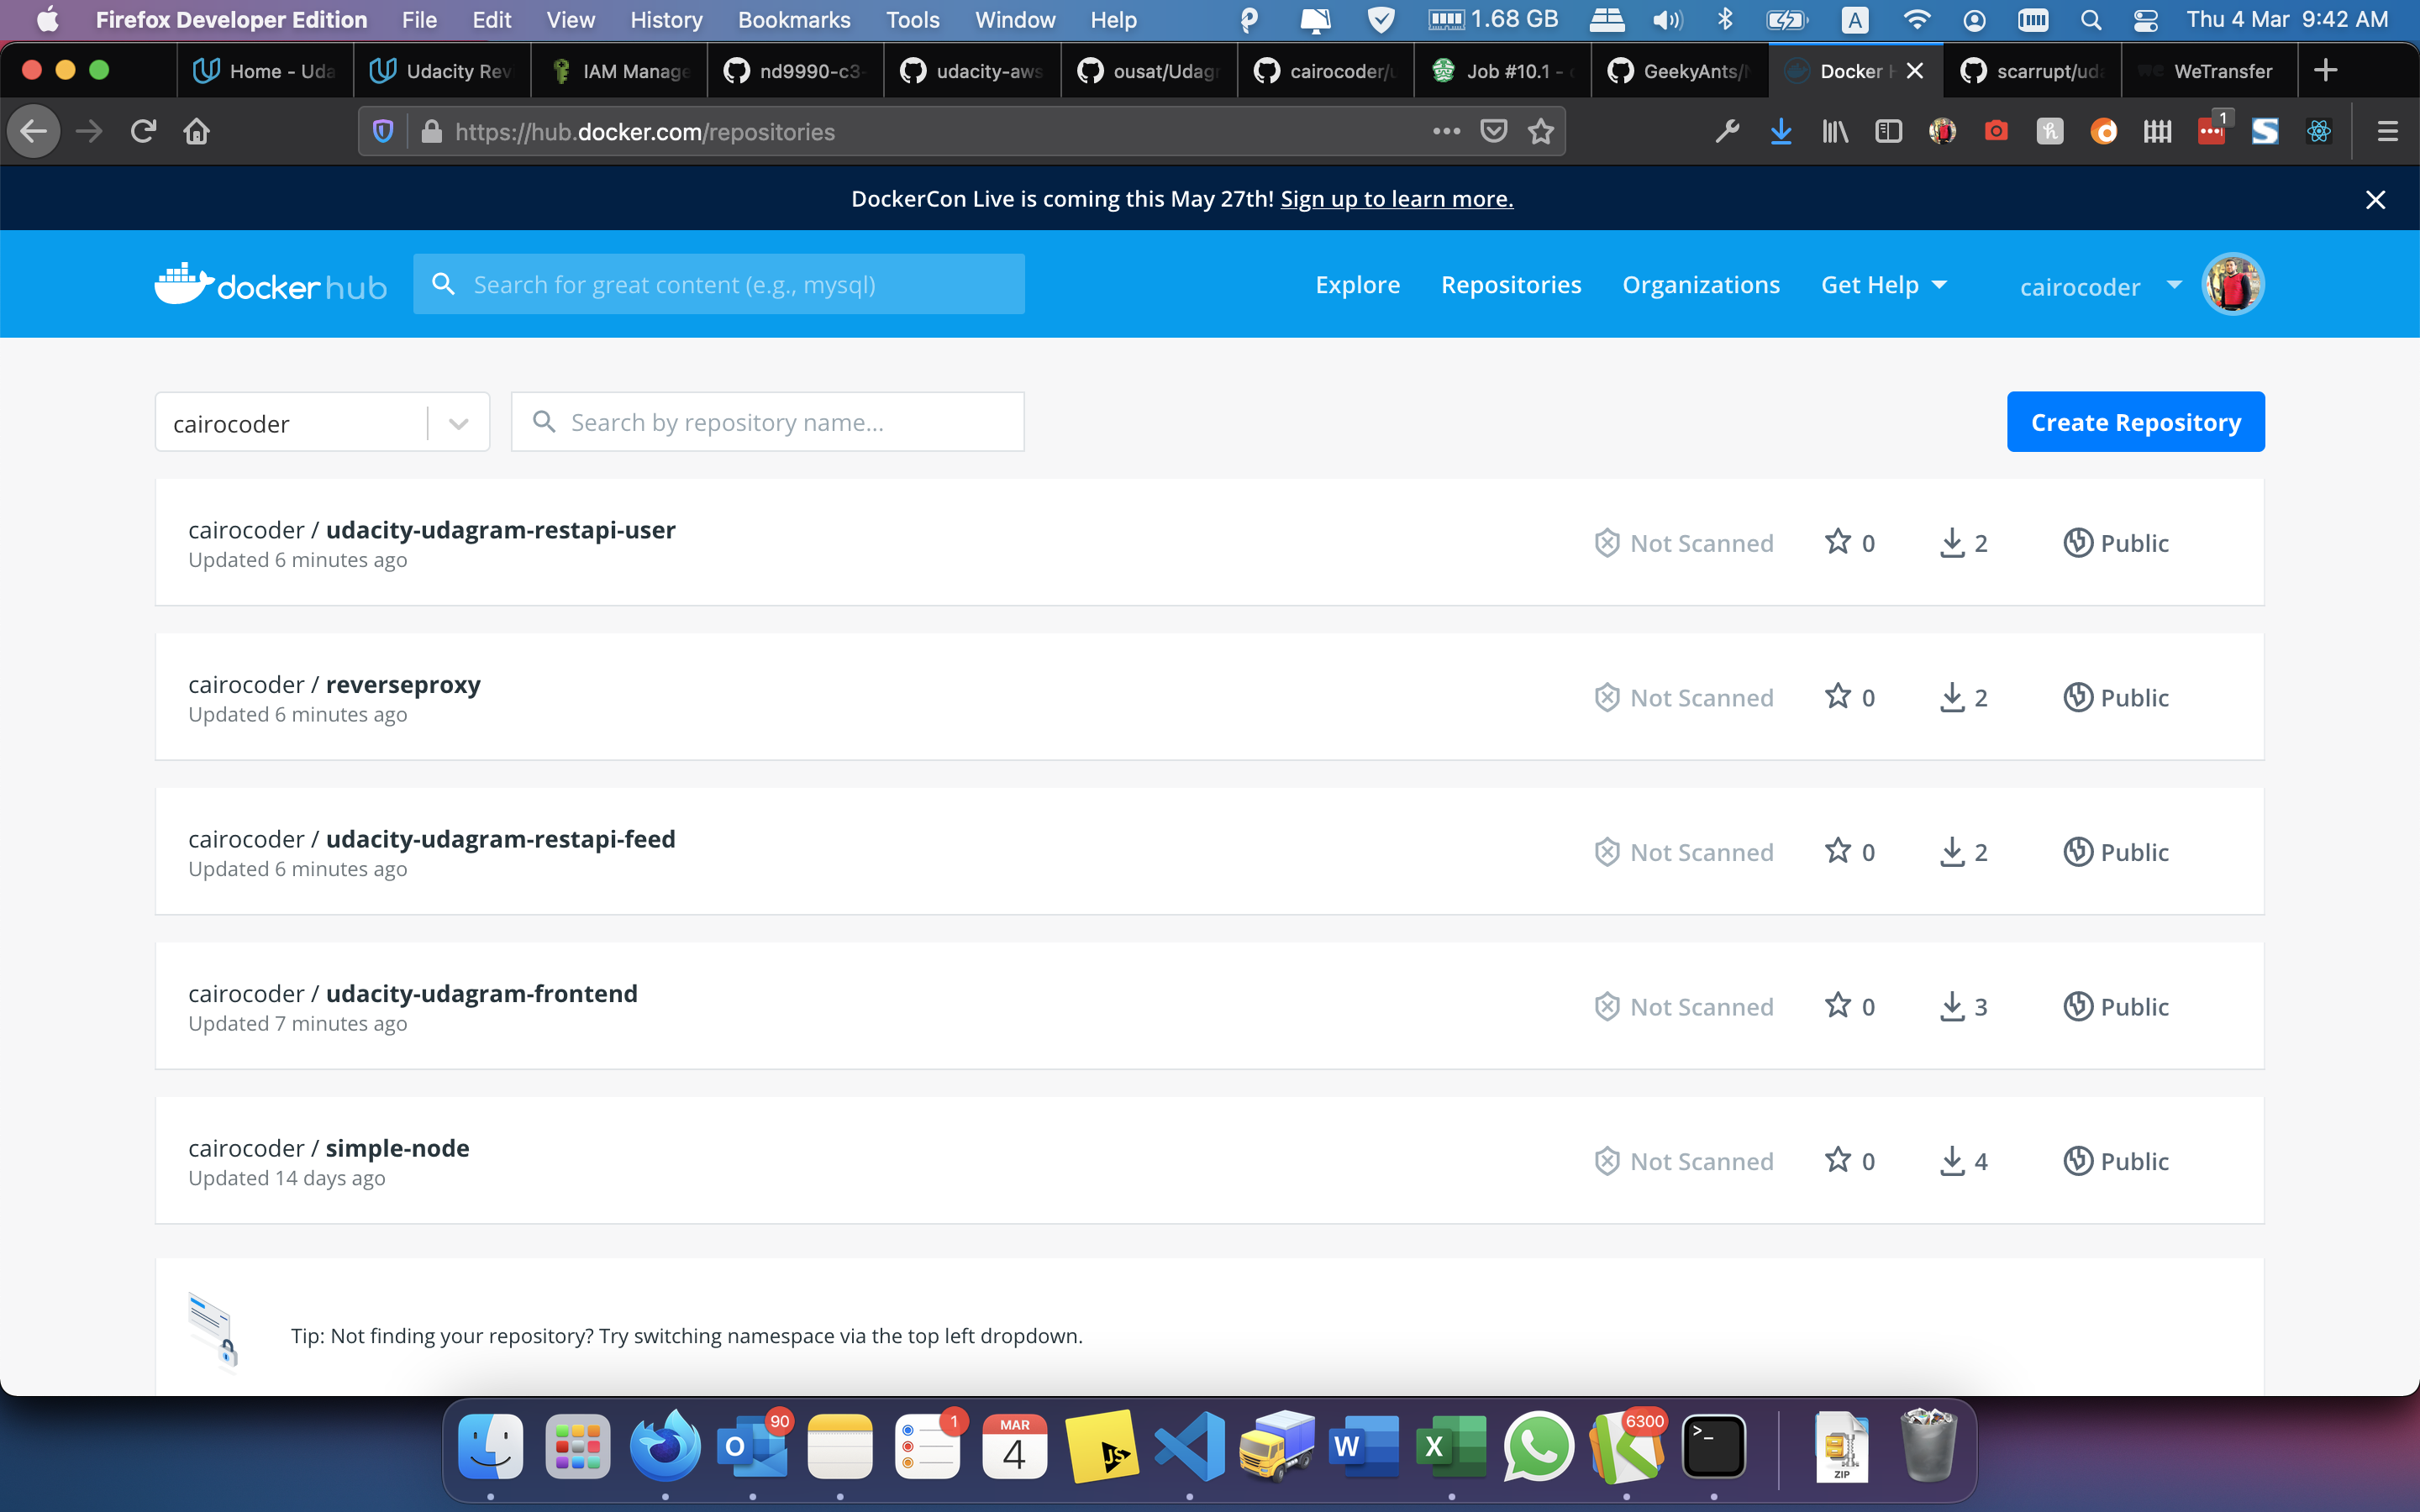 Firefox Developer Edition File Edit View History Bookmarks Tools Window Help 1.68 GB A Thu 4 Mar 9:42 AM
Home - Uda Udacity Rev IAM Manage nd9990-c3- udacity-aws ousat/Udagr cairocoder/u Job #10.1 - c GeekyAnts/N Docker H scarrupt/uda WeTransfer
https://hub.docker.com/repositories 1
DockerCon Live is coming this May 27th! Sign up to learn more.
docker hub Search for great content (e.g., mysql) Explore Repositories Organizations Get Help cairocoder
cairocoder Search by repository name... Create Repository
cairocoder / udacity-udagram-restapi-user Not Scanned 0 2 Public
Updated 6 minutes ago
cairocoder / reverseproxy Not Scanned 0 2 Public
Updated 6 minutes ago
cairocoder / udacity-udagram-restapi-feed Not Scanned 0 2 Public
Updated 6 minutes ago
cairocoder / udacity-udagram-frontend Not Scanned 0 3 Public
Updated 7 minutes ago
cairocoder / simple-node Not Scanned 0 4 Public
Updated 14 days ago
Tip: Not finding your repository? Try switching namespace via the top left dropdown.
90 1 MAR 6300
O 4 JS W X >_ ZIP